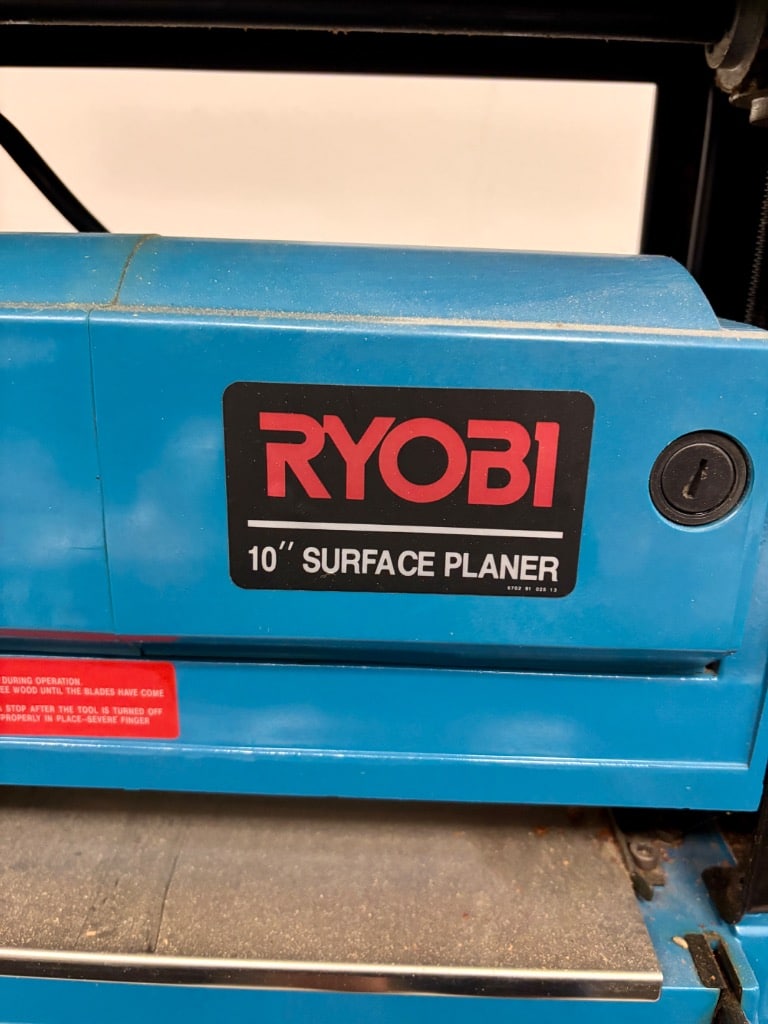 RYOBI
10″ SURFACE PLANER
DURING OPERATION.
EE WOOD UNTIL THE BLADES HAVE COME
STOP AFTER THE TOOL IS TURNED OFF
PROPERLY IN PLACE–SEVERE FINGER